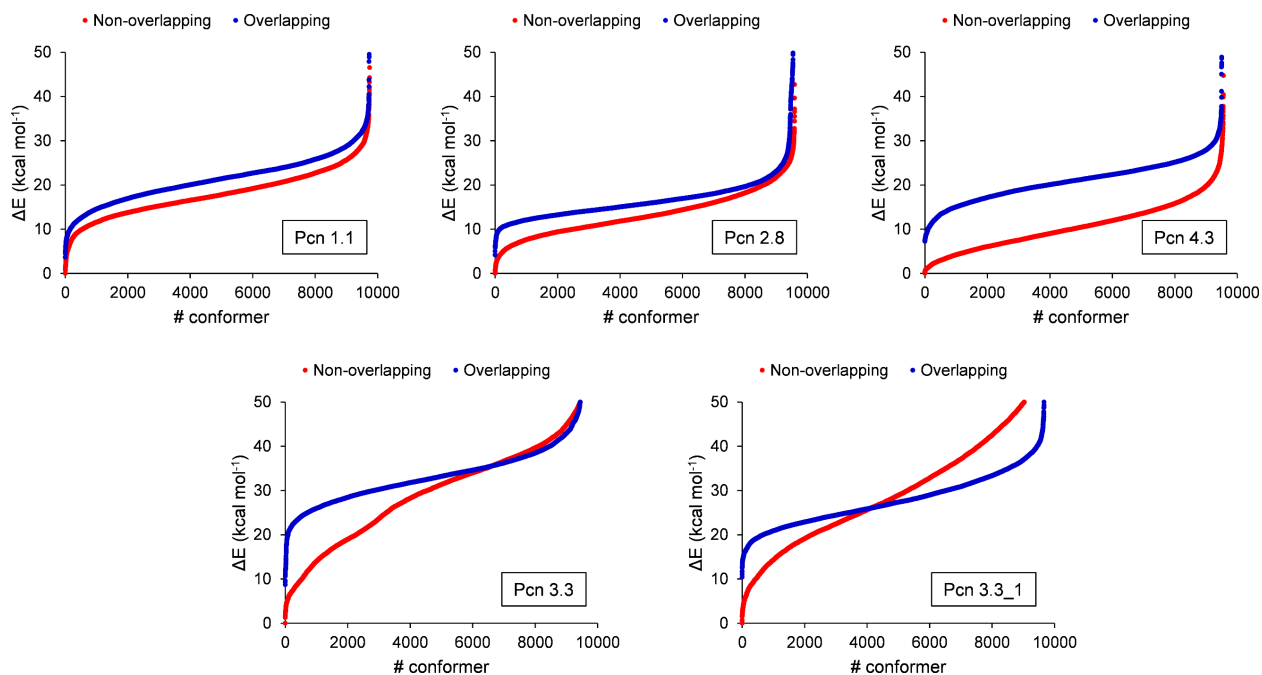 Non-overlapping Overlapping
50
40
30
20
10
0
ΔE (kcal mol⁻¹)
Pcn 1.1
0 2000 4000 6000 8000 10000
# conformer
Non-overlapping Overlapping
50
40
30
20
10
0
ΔE (kcal mol⁻¹)
Pcn 2.8
0 2000 4000 6000 8000 10000
# conformer
Non-overlapping Overlapping
50
40
30
20
10
0
ΔE (kcal mol⁻¹)
Pcn 4.3
0 2000 4000 6000 8000 10000
# conformer
Non-overlapping Overlapping
50
40
30
20
10
0
ΔE (kcal mol⁻¹)
Pcn 3.3
0 2000 4000 6000 8000 10000
# conformer
Non-overlapping Overlapping
50
40
30
20
10
0
ΔE (kcal mol⁻¹)
Pcn 3.3_1
0 2000 4000 6000 8000 10000
# conformer